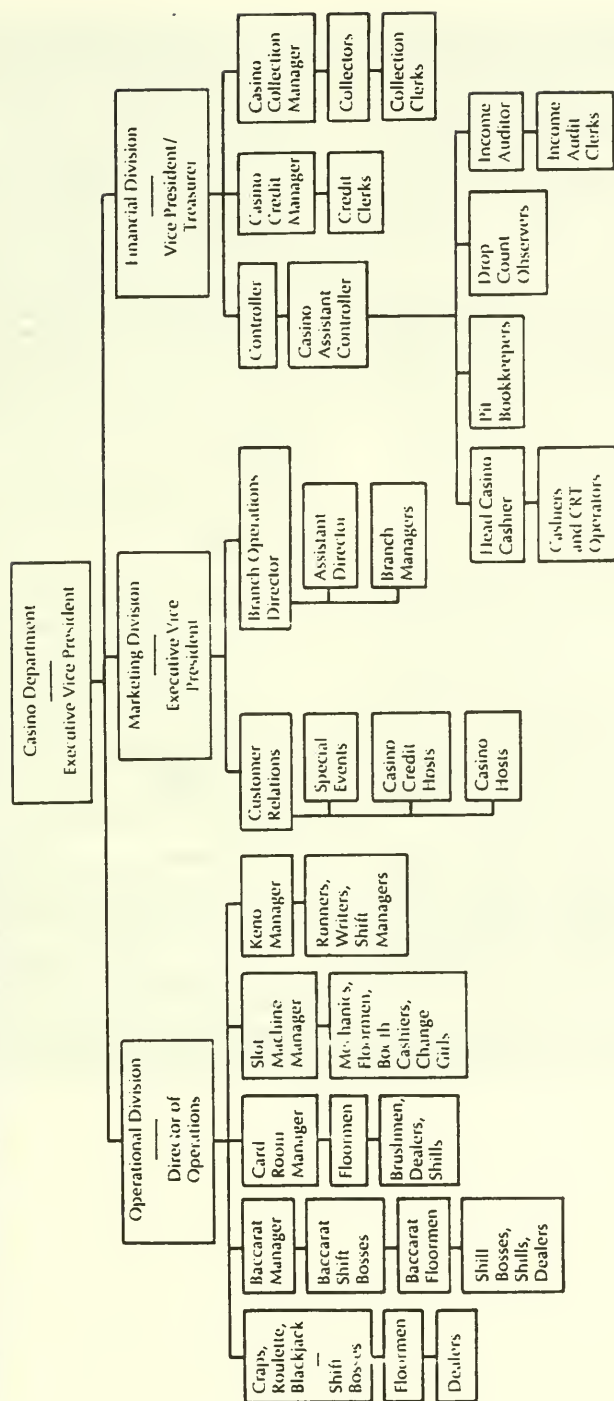 Casino Department
Executive Vice President
Operational Division
Director of
Operations
Marketing Division
Executive Vice
President
Financial Division
Vice President/
Treasurer
Craps,
Roulette,
Blackjack
Shift
Bosses
Floormen
Dealers
Baccarat
Manager
Baccarat
Shift
Bosses
Baccarat
Floormen
Shill
Bosses,
Shills,
Dealers
Card
Room
Manager
Floormen
Brushmen,
Dealers,
Shills
Slot
Machine
Manager
Mechanics,
Floormen,
Booth
Cashiers,
Change
Girls
Keno
Manager
Runners,
Writers,
Shift
Managers
Customer
Relations
Special
Events
Casino
Credit
Hosts
Casino
Hosts
Branch Operations
Director
Assistant
Director
Branch
Managers
Controller
Casino
Assistant
Controller
Casino
Credit
Manager
Credit
Clerks
Casino
Collection
Manager
Collectors
Collection
Clerks
Head Casino
Cashier
Cashiers
and CRT
Operators
Pit
Bookkeepers
Drop
Count
Observers
Income
Auditor
Income
Audit
Clerks